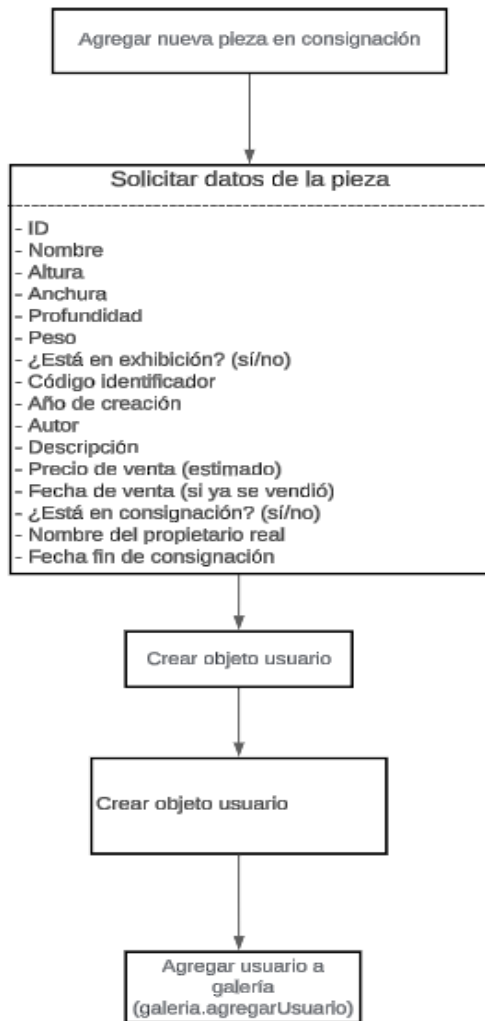 Agregar nueva pieza en consignación
Solicitar datos de la pieza
- ID
- Nombre
- Altura
- Anchura
- Profundidad
- Peso
- ¿Está en exhibición? (sí/no)
- Código identificador
- Año de creación
- Autor
- Descripción
- Precio de venta (estimado)
- Fecha de venta (si ya se vendió)
- ¿Está en consignación? (sí/no)
- Nombre del propietario real
- Fecha fin de consignación
Crear objeto usuario
Crear objeto usuario
Agregar usuario a
galería
(galeria.agregarUsuario)